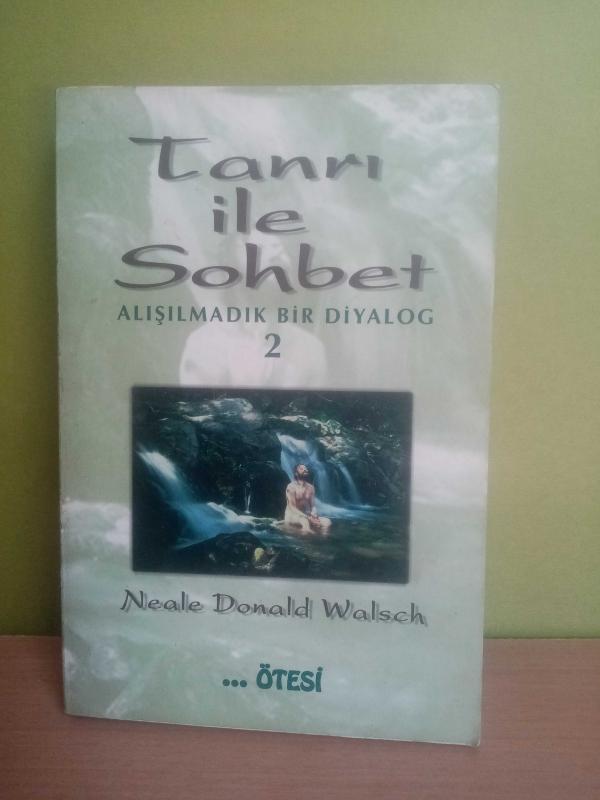 Tanrı
ile
Sohbet
ALIŞILMADIK BİR DİYALOG
2
Neale Donald Walsch
... ÖTESİ